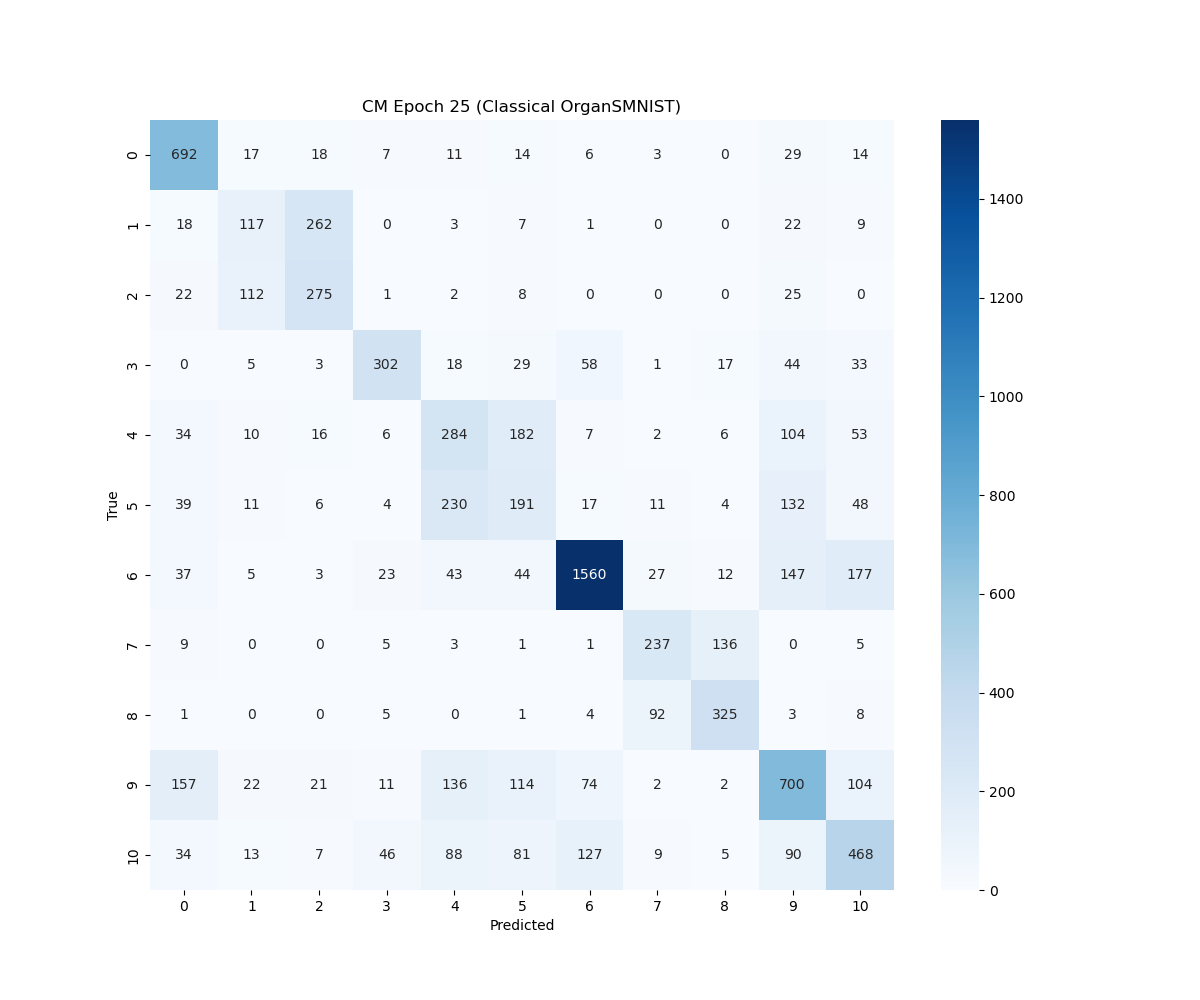 CM Epoch 25 (Classical OrganSMNIST)
0 692 17 18 7 11 14 6 3 0 29 14
1 18 117 262 0 3 7 1 0 0 22 9
2 22 112 275 1 2 8 0 0 0 25 0
3 0 5 3 302 18 29 58 1 17 44 33
4 34 10 16 6 284 182 7 2 6 104 53
5 39 11 6 4 230 191 17 11 4 132 48
6 37 5 3 23 43 44 1560 27 12 147 177
7 9 0 0 5 3 1 1 237 136 0 5
8 1 0 0 5 0 1 4 92 325 3 8
9 157 22 21 11 136 114 74 2 2 700 104
10 34 13 7 46 88 81 127 9 5 90 468
0 1 2 3 4 5 6 7 8 9 10
Predicted
True
1400
1200
1000
800
600
400
200
0